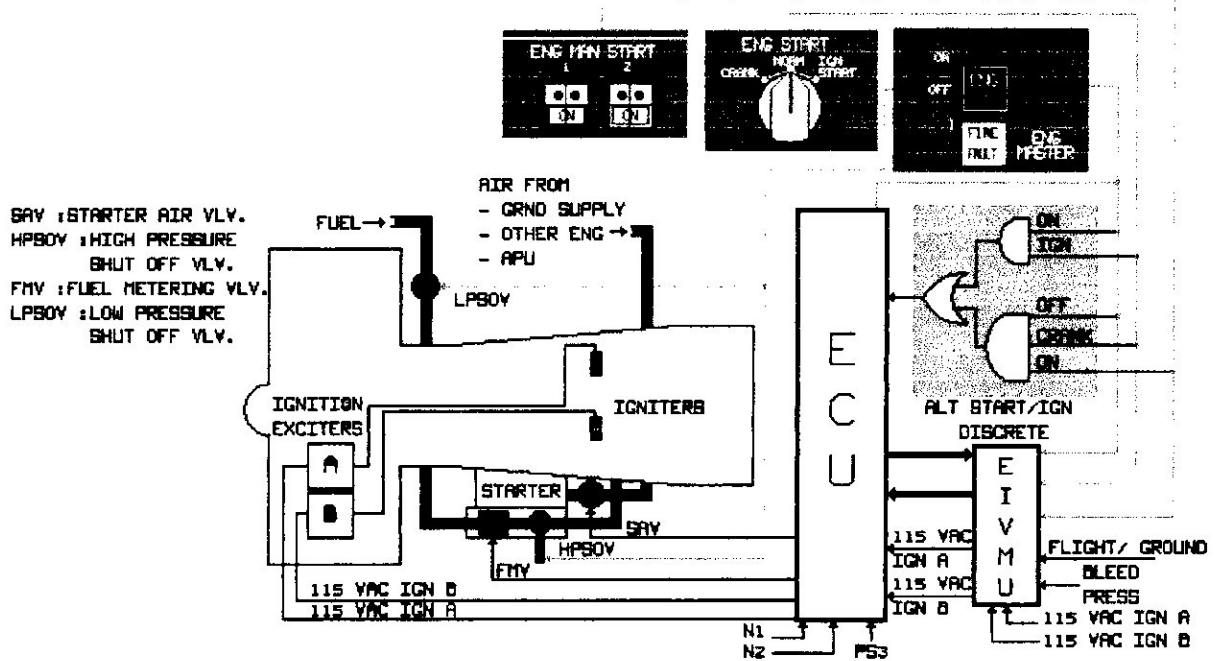 ENG MAN START
1 2
ON ON
ENG START
CRANK NORM IGN START
ON
OFF
ENG
FIRE
FAULT
ENG
MASTER
SAV :STARTER AIR VLV.
HPSOV :HIGH PRESSURE
SHUT OFF VLV.
FMV :FUEL METERING VLV.
LPSOV :LOW PRESSURE
SHUT OFF VLV.
FUEL
LPSOV
AIR FROM
- GRND SUPPLY
- OTHER ENG
- APU
ON
IGN
OFF
CRANK
ON
ALT START/IGN
DISCRETE
ECU
EIVMU
IGNITION
EXCITERS
A
B
IGNITERS
STARTER
SAV
HPSOV
FMV
115 VAC IGN B
115 VAC IGN A
115 VAC
IGN A
115 VAC
IGN B
FLIGHT/ GROUND
BLEED
PRESS
115 VAC IGN A
115 VAC IGN B
N1
N2
PS3